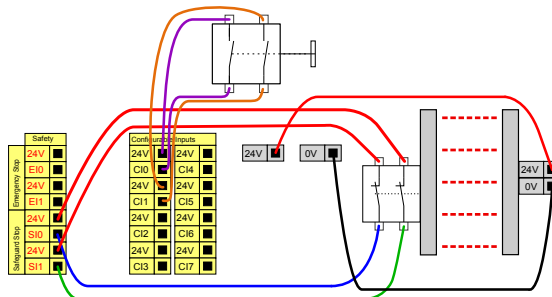 Safety
Emergency Stop
24V
EI0
24V
EI1
Safeguard Stop
24V
SI0
24V
SI1
Configurable Inputs
24V 24V
CI0 CI4
24V 24V
CI1 CI5
24V 24V
CI2 CI6
24V 24V
CI3 CI7
24V
0V
24V
0V